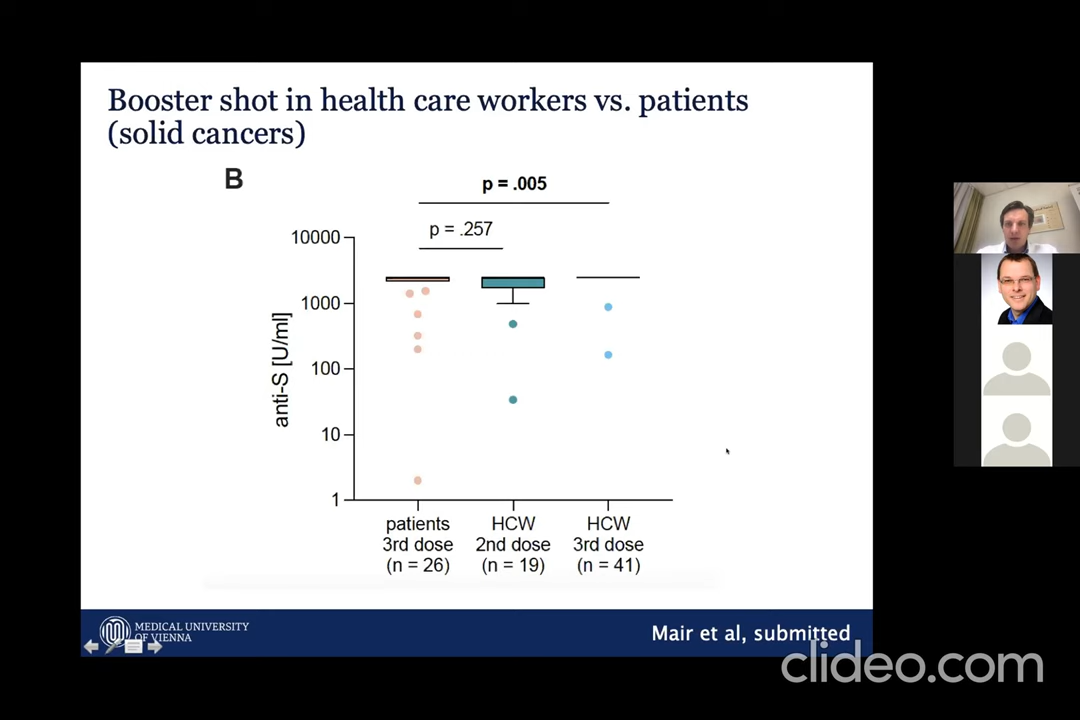 Booster shot in health care workers vs. patients
(solid cancers)
B
p = .005
p = .257
10000
1000
100
10
1
anti-S [U/ml]
patients
3rd dose
(n = 26)
HCW
2nd dose
(n = 19)
HCW
3rd dose
(n = 41)
MEDICAL UNIVERSITY
OF VIENNA
Mair et al, submitted
clideo.com